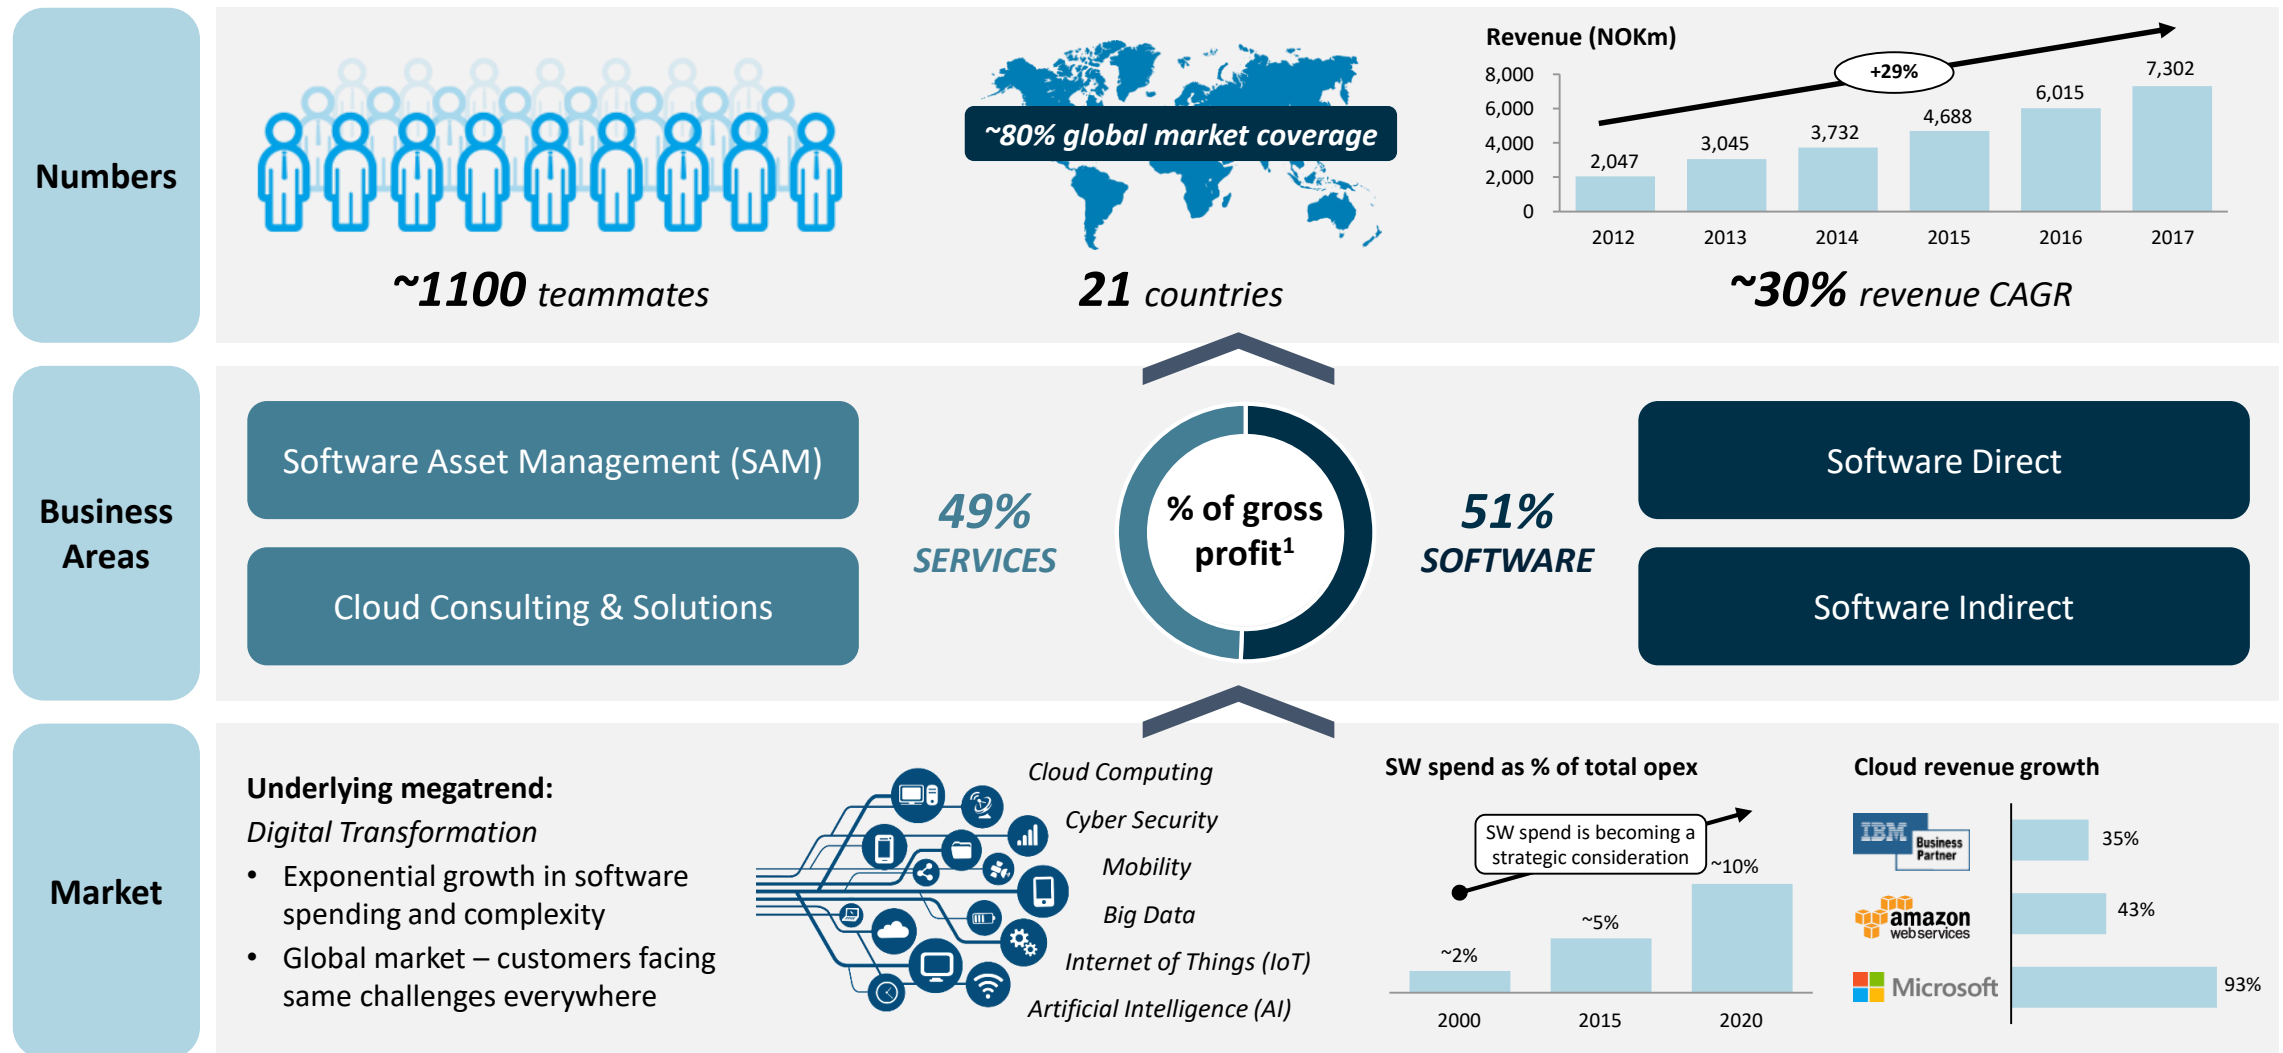 Numbers
~1100 teammates
~80% global market coverage
21 countries
Revenue (NOKm)
+29%
8,000
6,000
4,000
2,000
0
2,047
3,045
3,732
4,688
6,015
7,302
2012
2013
2014
2015
2016
2017
~30% revenue CAGR
Business
Areas
Software Asset Management (SAM)
Cloud Consulting & Solutions
49%
SERVICES
% of gross
profit¹
51%
SOFTWARE
Software Direct
Software Indirect
Market
Underlying megatrend:
Digital Transformation
• Exponential growth in software
spending and complexity
• Global market – customers facing
same challenges everywhere
Cloud Computing
Cyber Security
Mobility
Big Data
Internet of Things (IoT)
Artificial Intelligence (AI)
SW spend as % of total opex
SW spend is becoming a
strategic consideration
~2%
~5%
~10%
2000
2015
2020
Cloud revenue growth
IBM
Business
Partner
35%
amazon
webservices
43%
Microsoft
93%